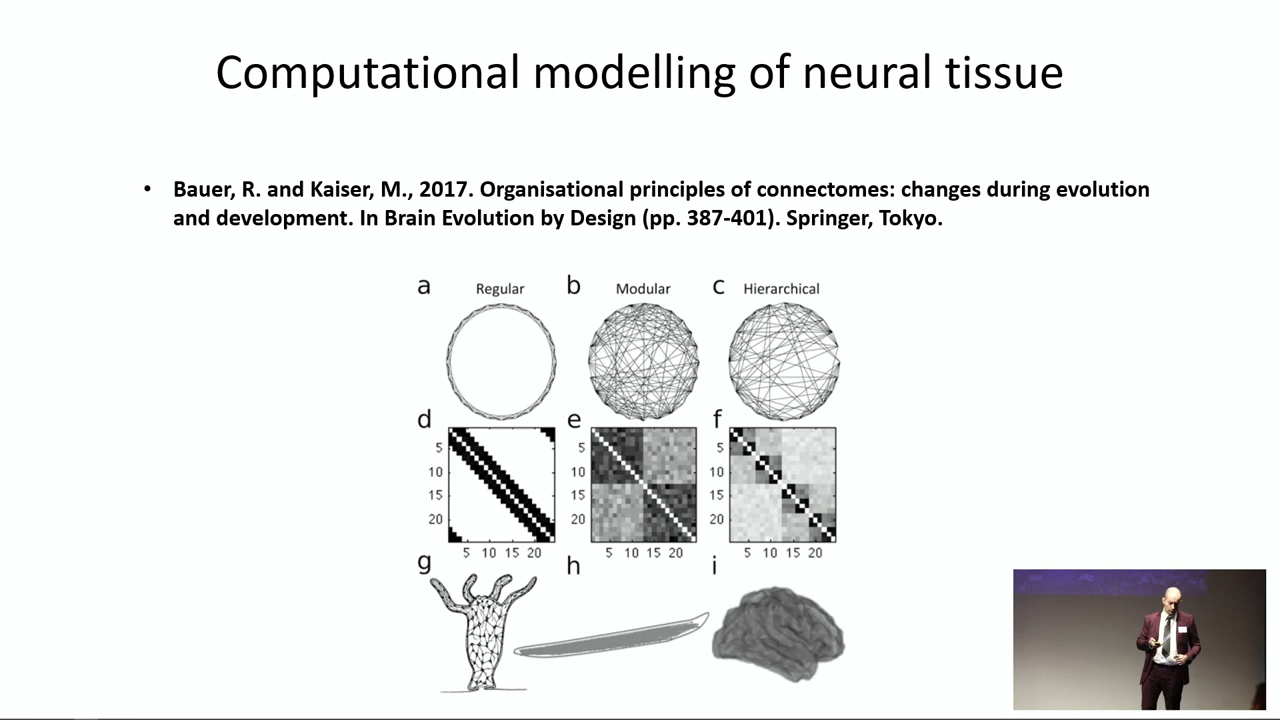 Computational modelling of neural tissue
• Bauer, R. and Kaiser, M., 2017. Organisational principles of connectomes: changes during evolution
and development. In Brain Evolution by Design (pp. 387-401). Springer, Tokyo.
a Regular b Modular c Hierarchical
d e f
5 5 5
10 10 10
15 15 15
20 20 20
5 10 15 20 5 10 15 20 5 10 15 20
g h i